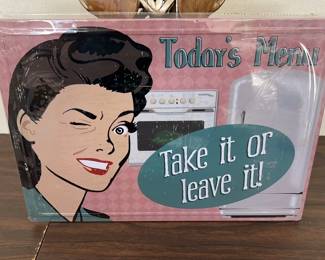 Today's Menu
Take it or
leave it!